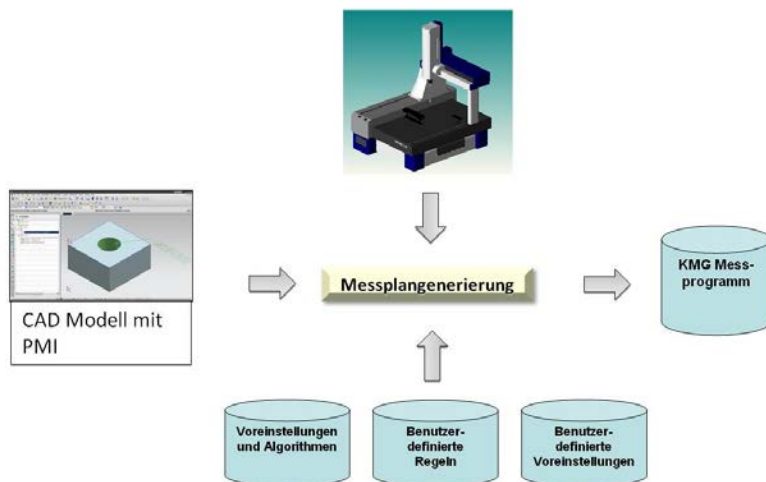 CAD Modell mit
PMI
Messplangenerierung
KMG Mess-
programm
Voreinstellungen
und Algorithmen
Benutzer-
definierte
Regeln
Benutzer-
definierte
Voreinstellungen